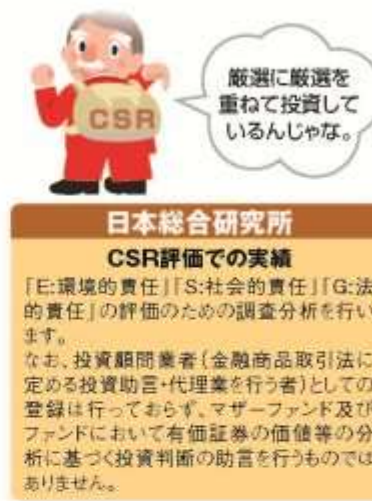 厳選に厳選を
重ねて投資して
いるんじゃな。
CSR
日本総合研究所
CSR評価での実績
「E:環境的責任」「S:社会的責任」「G:法
的責任」の評価のための調査分析を行い
ます。
なお、投資顧問業者(金融商品取引法に
定める投資助言・代理業を行う者)としての
登録は行っておらず、マザーファンド及び
ファンドにおいて有価証券の価値等の分
析に基づく投資判断の助言を行うものでは
ありません。